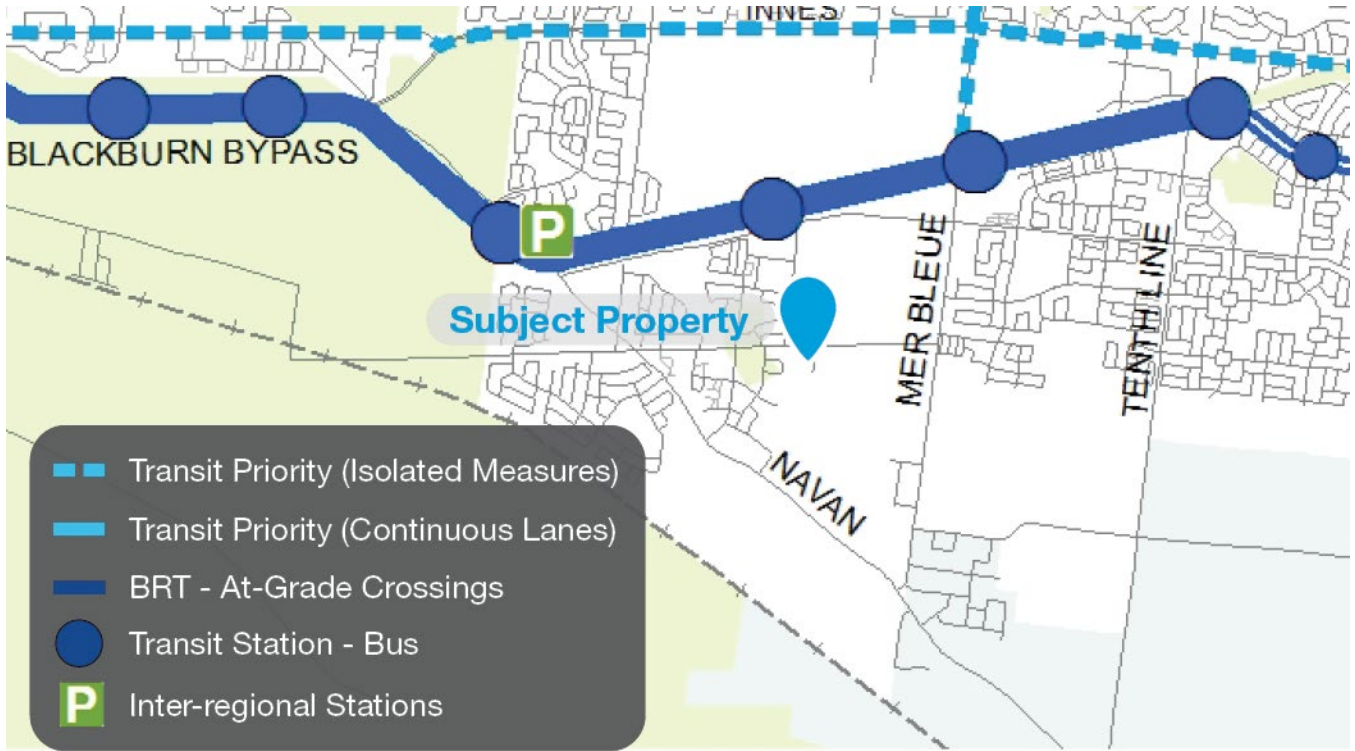 INNES
BLACKBURN BYPASS
P
Subject Property
MER BLEUE
TENTH LINE
NAVAN
Transit Priority (Isolated Measures)
Transit Priority (Continuous Lanes)
BRT - At-Grade Crossings
Transit Station - Bus
P Inter-regional Stations